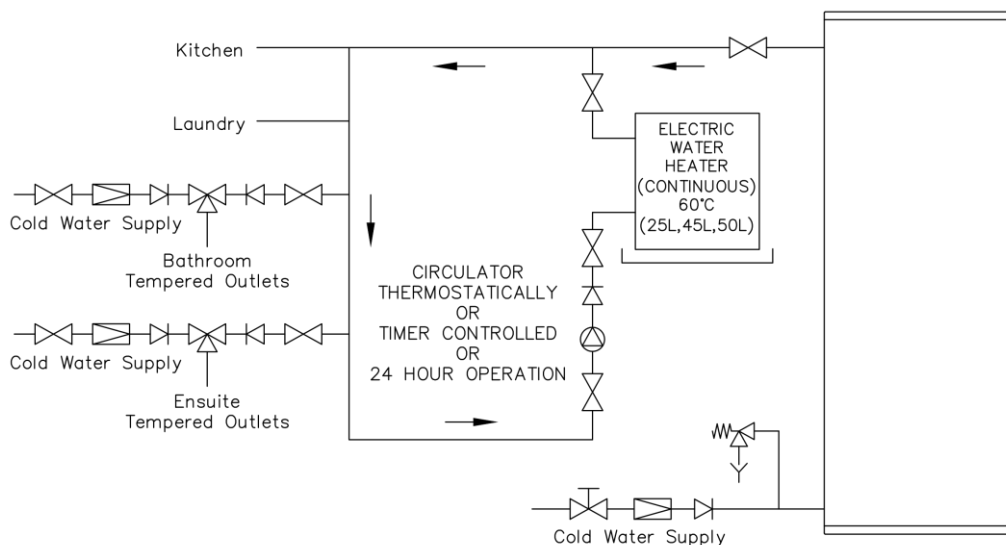 Kitchen
Laundry
ELECTRIC
WATER
HEATER
(CONTINUOUS)
60°C
(25L,45L,50L)
Cold Water Supply
Bathroom
Tempered Outlets
CIRCULATOR
THERMOSTATICALLY
OR
TIMER CONTROLLED
OR
24 HOUR OPERATION
Cold Water Supply
Ensuite
Tempered Outlets
Cold Water Supply